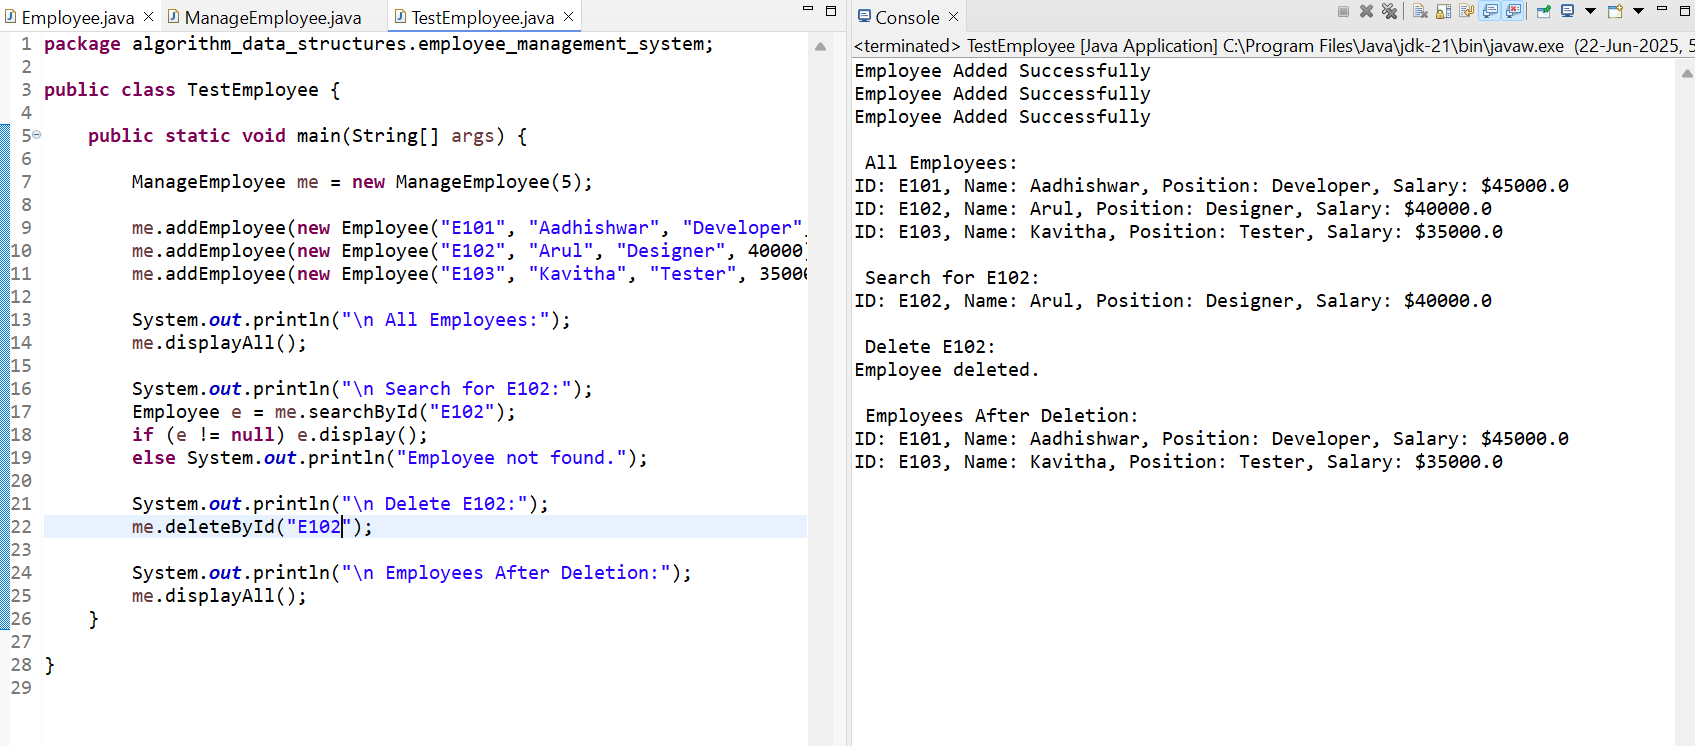 Employee.java ManageEmployee.java TestEmployee.java
1 package algorithm_data_structures.employee_management_system;
2
3 public class TestEmployee {
4
5 public static void main(String[] args) {
6
7 ManageEmployee me = new ManageEmployee(5);
8
9 me.addEmployee(new Employee("E101", "Aadhishwar", "Developer",
10 me.addEmployee(new Employee("E102", "Arul", "Designer", 40000)
11 me.addEmployee(new Employee("E103", "Kavitha", "Tester", 35000
12
13 System.out.println("\n All Employees:");
14 me.displayAll();
15
16 System.out.println("\n Search for E102:");
17 Employee e = me.searchById("E102");
18 if (e != null) e.display();
19 else System.out.println("Employee not found.");
20
21 System.out.println("\n Delete E102:");
22 me.deleteById("E102");
23
24 System.out.println("\n Employees After Deletion:");
25 me.displayAll();
26 }
27
28 }
29
Console
<terminated> TestEmployee [Java Application] C:\Program Files\Java\jdk-21\bin\javaw.exe (22-Jun-2025, 5
Employee Added Successfully
Employee Added Successfully
Employee Added Successfully
All Employees:
ID: E101, Name: Aadhishwar, Position: Developer, Salary: $45000.0
ID: E102, Name: Arul, Position: Designer, Salary: $40000.0
ID: E103, Name: Kavitha, Position: Tester, Salary: $35000.0
Search for E102:
ID: E102, Name: Arul, Position: Designer, Salary: $40000.0
Delete E102:
Employee deleted.
Employees After Deletion:
ID: E101, Name: Aadhishwar, Position: Developer, Salary: $45000.0
ID: E103, Name: Kavitha, Position: Tester, Salary: $35000.0